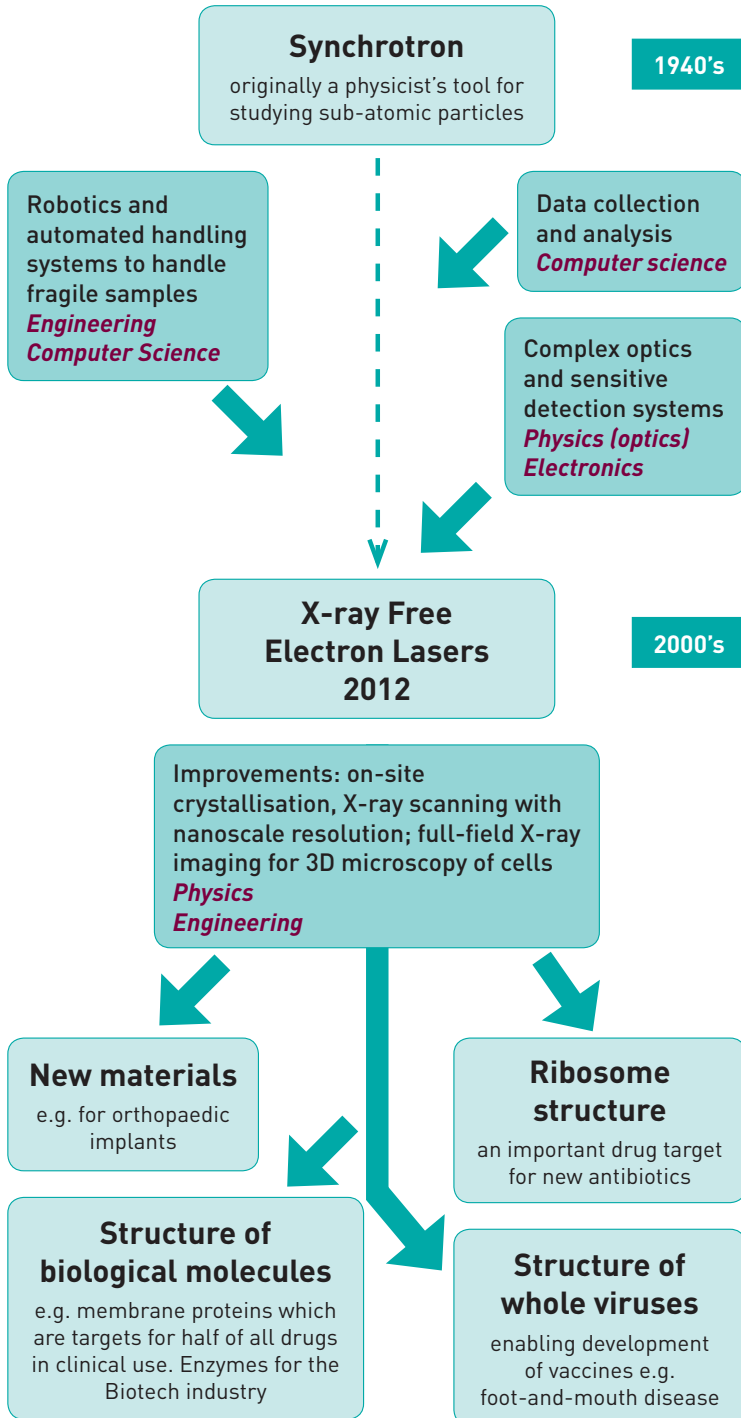 Synchrotron
originally a physicist's tool for
studying sub-atomic particles
1940's
Robotics and
automated handling
systems to handle
fragile samples
Engineering
Computer Science
Data collection
and analysis
Computer science
Complex optics
and sensitive
detection systems
Physics (optics)
Electronics
X-ray Free
Electron Lasers
2012
2000's
Improvements: on-site
crystallisation, X-ray scanning with
nanoscale resolution; full-field X-ray
imaging for 3D microscopy of cells
Physics
Engineering
New materials
e.g. for orthopaedic
implants
Ribosome
structure
an important drug target
for new antibiotics
Structure of
biological molecules
e.g. membrane proteins which
are targets for half of all drugs
in clinical use. Enzymes for the
Biotech industry
Structure of
whole viruses
enabling development
of vaccines e.g.
foot-and-mouth disease